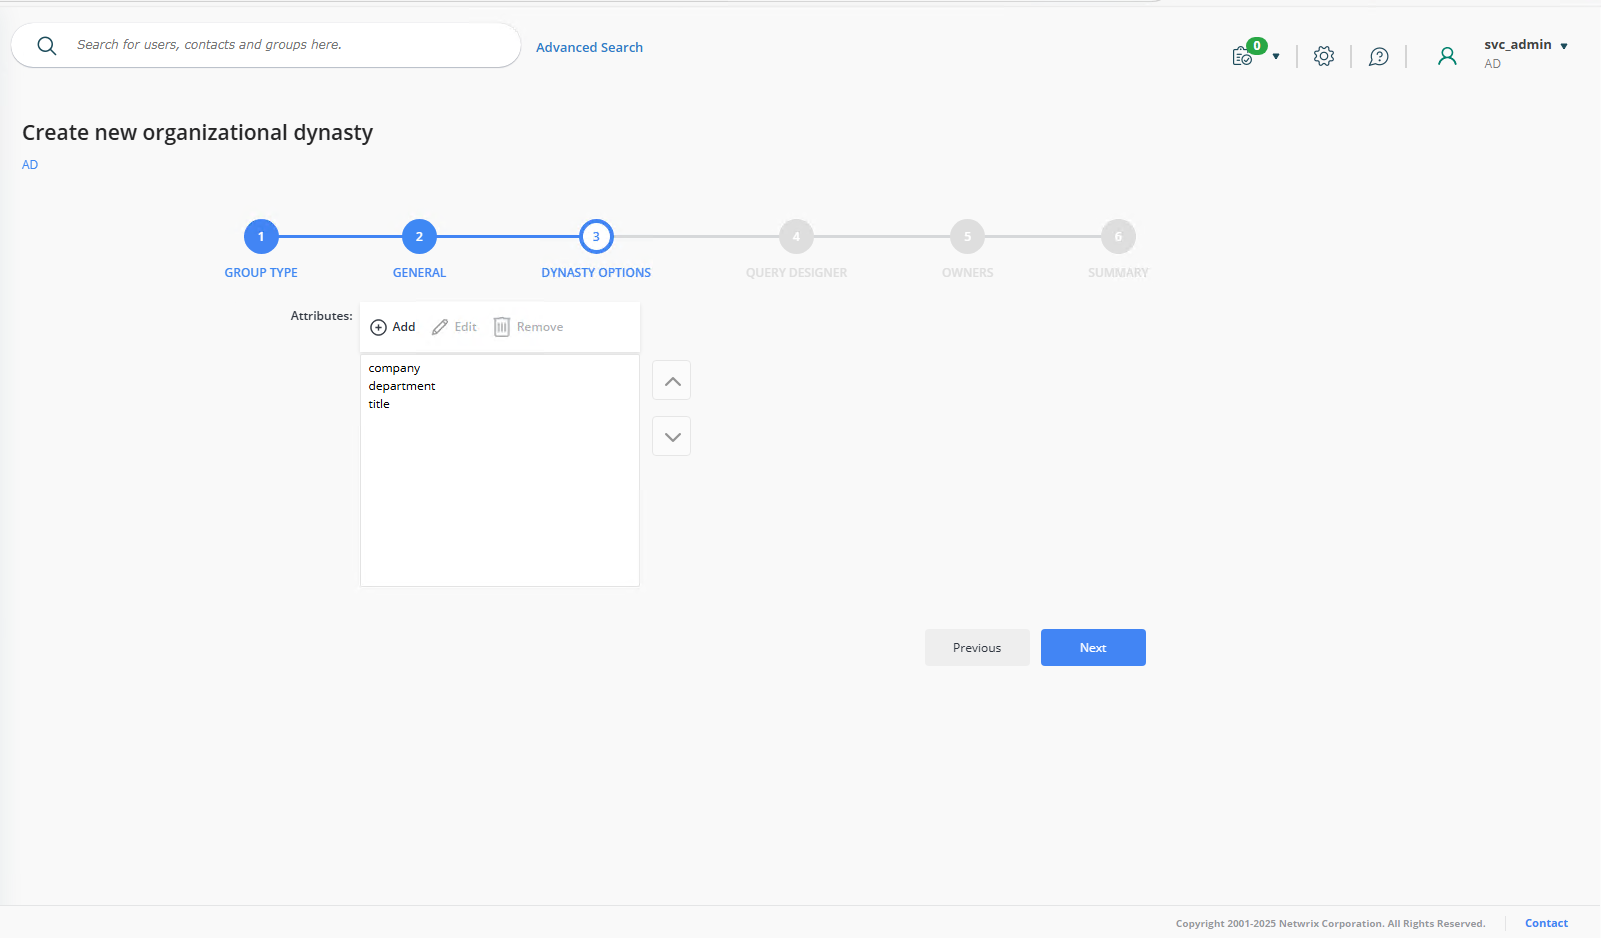 Search for users, contacts and groups here.
Advanced Search
0
svc_admin
AD
Create new organizational dynasty
AD
1 2 3 4 5 6
GROUP TYPE GENERAL DYNASTY OPTIONS QUERY DESIGNER OWNERS SUMMARY
Attributes:
Add Edit Remove
company
department
title
Previous Next
Copyright 2001-2025 Netwrix Corporation. All Rights Reserved. Contact